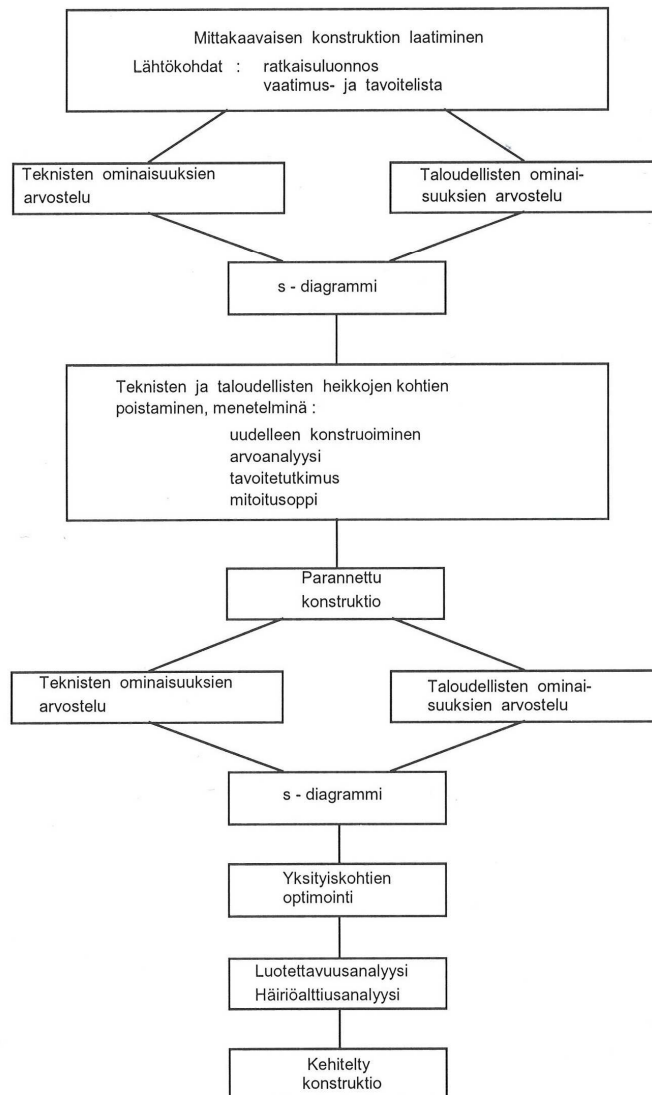 Mittakaavaisen konstruktion laatiminen
Lähtökohdat : ratkaisuluonnos
vaatimus- ja tavoitelista
Teknisten ominaisuuksien
arvostelu
Taloudellisten ominai-
suuksien arvostelu
s - diagrammi
Teknisten ja taloudellisten heikkojen kohtien
poistaminen, menetelminä :
uudelleen konstruoiminen
arvoanalyysi
tavoitetutkimus
mitoitusoppi
Parannettu
konstruktio
Teknisten ominaisuuksien
arvostelu
Taloudellisten ominai-
suuksien arvostelu
s - diagrammi
Yksityiskohtien
optimointi
Luotettavuusanalyysi
Häiriöalttiusanalyysi
Kehitelty
konstruktio